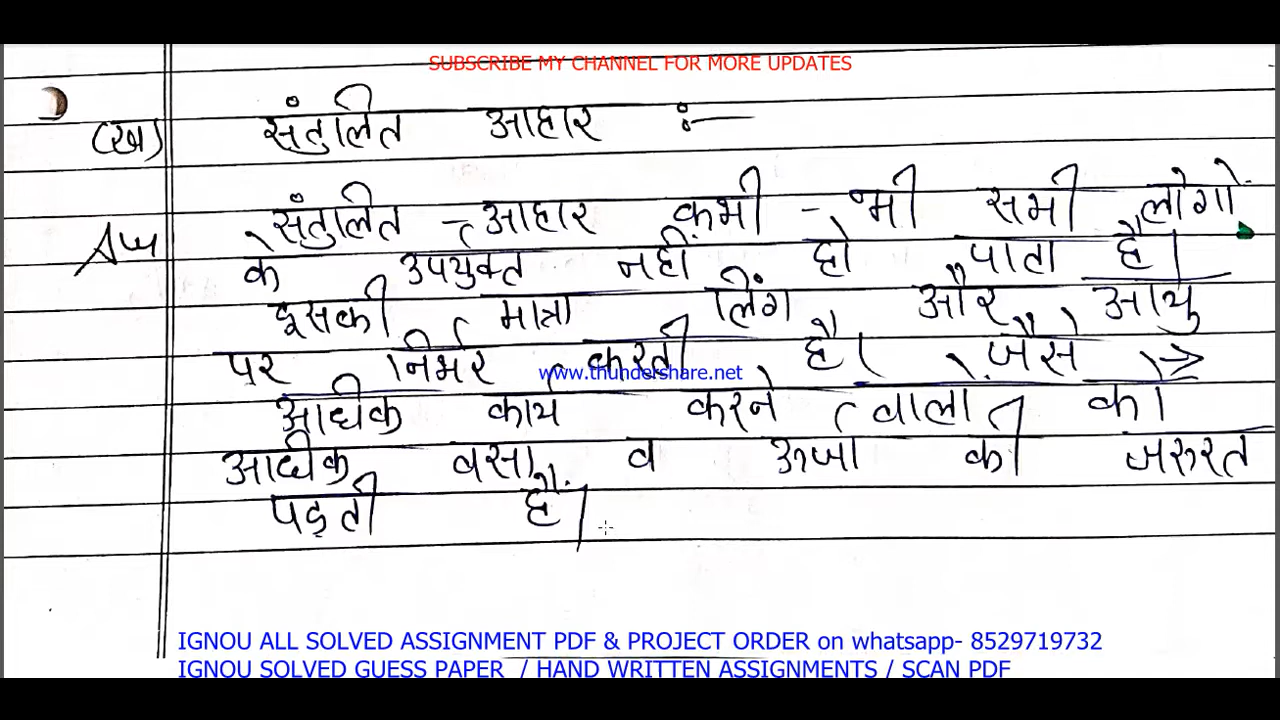 SUBSCRIBE MY CHANNEL FOR MORE UPDATES
(ख) संतुलित आहार :—
Ans संतुलित - आहार कभी - भी सभी लोगो
के उपयुक्त नहीं हो पाता है।
इसकी मात्रा लिंग और आयु
पर निर्भर करती है। जैसे ⇒
www.thundershare.net
अधिक कार्य करने वालो को
अधिक वसा व ऊर्जा की जरुरत
पड़ती है।
IGNOU ALL SOLVED ASSIGNMENT PDF & PROJECT ORDER on whatsapp- 8529719732
IGNOU SOLVED GUESS PAPER / HAND WRITTEN ASSIGNMENTS / SCAN PDF